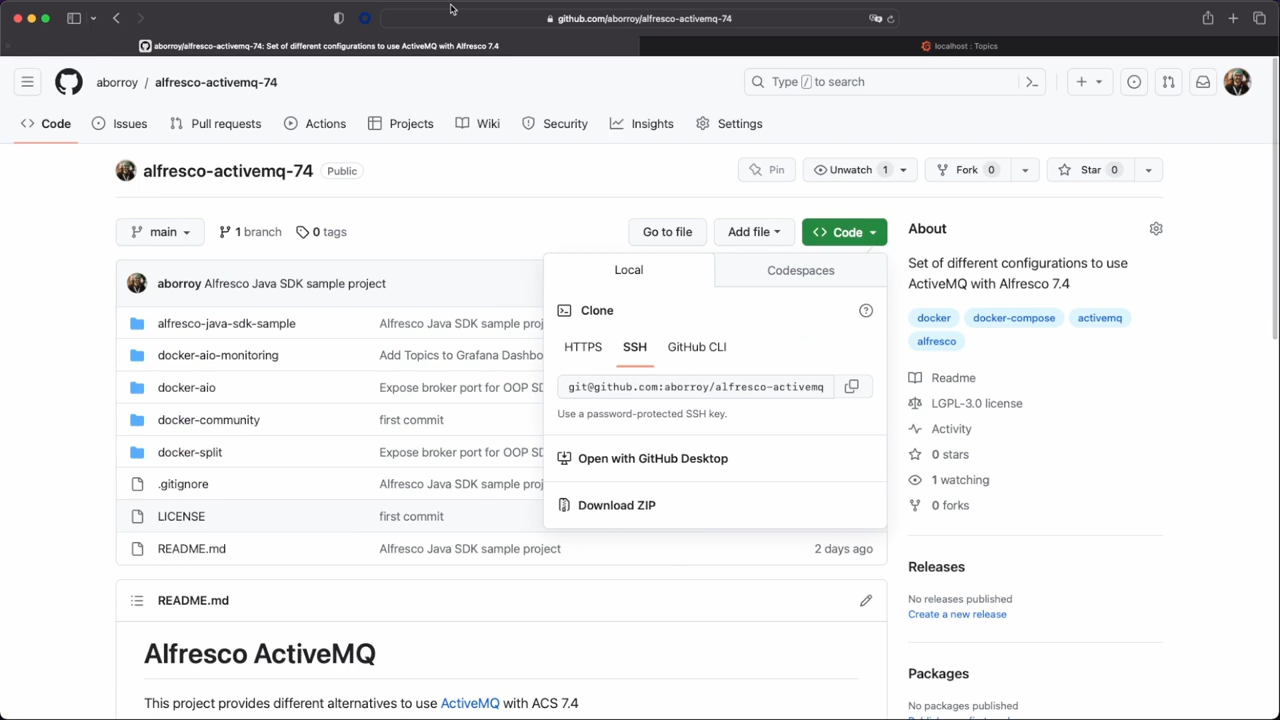 github.com/aborroy/alfresco-activemq-74
aborroy/alfresco-activemq-74: Set of different configurations to use ActiveMQ with Alfresco 7.4
localhost : Topics
aborroy / alfresco-activemq-74
Type / to search
Code
Issues
Pull requests
Actions
Projects
Wiki
Security
Insights
Settings
alfresco-activemq-74 Public
Pin
Unwatch 1
Fork 0
Star 0
main
1 branch
0 tags
Go to file
Add file
Code
aborroy Alfresco Java SDK sample project
alfresco-java-sdk-sample Alfresco Java SDK sample proj
docker-aio-monitoring Add Topics to Grafana Dashbo
docker-aio Expose broker port for OOP SD
docker-community first commit
docker-split Expose broker port for OOP SD
.gitignore Alfresco Java SDK sample proj
LICENSE first commit
README.md Alfresco Java SDK sample project 2 days ago
Local
Codespaces
Clone
HTTPS
SSH
GitHub CLI
git@github.com:aborroy/alfresco-activemq
Use a password-protected SSH key.
Open with GitHub Desktop
Download ZIP
README.md
Alfresco ActiveMQ
This project provides different alternatives to use ActiveMQ with ACS 7.4
About
Set of different configurations to use
ActiveMQ with Alfresco 7.4
docker docker-compose activemq
alfresco
Readme
LGPL-3.0 license
Activity
0 stars
1 watching
0 forks
Releases
No releases published
Create a new release
Packages
No packages published